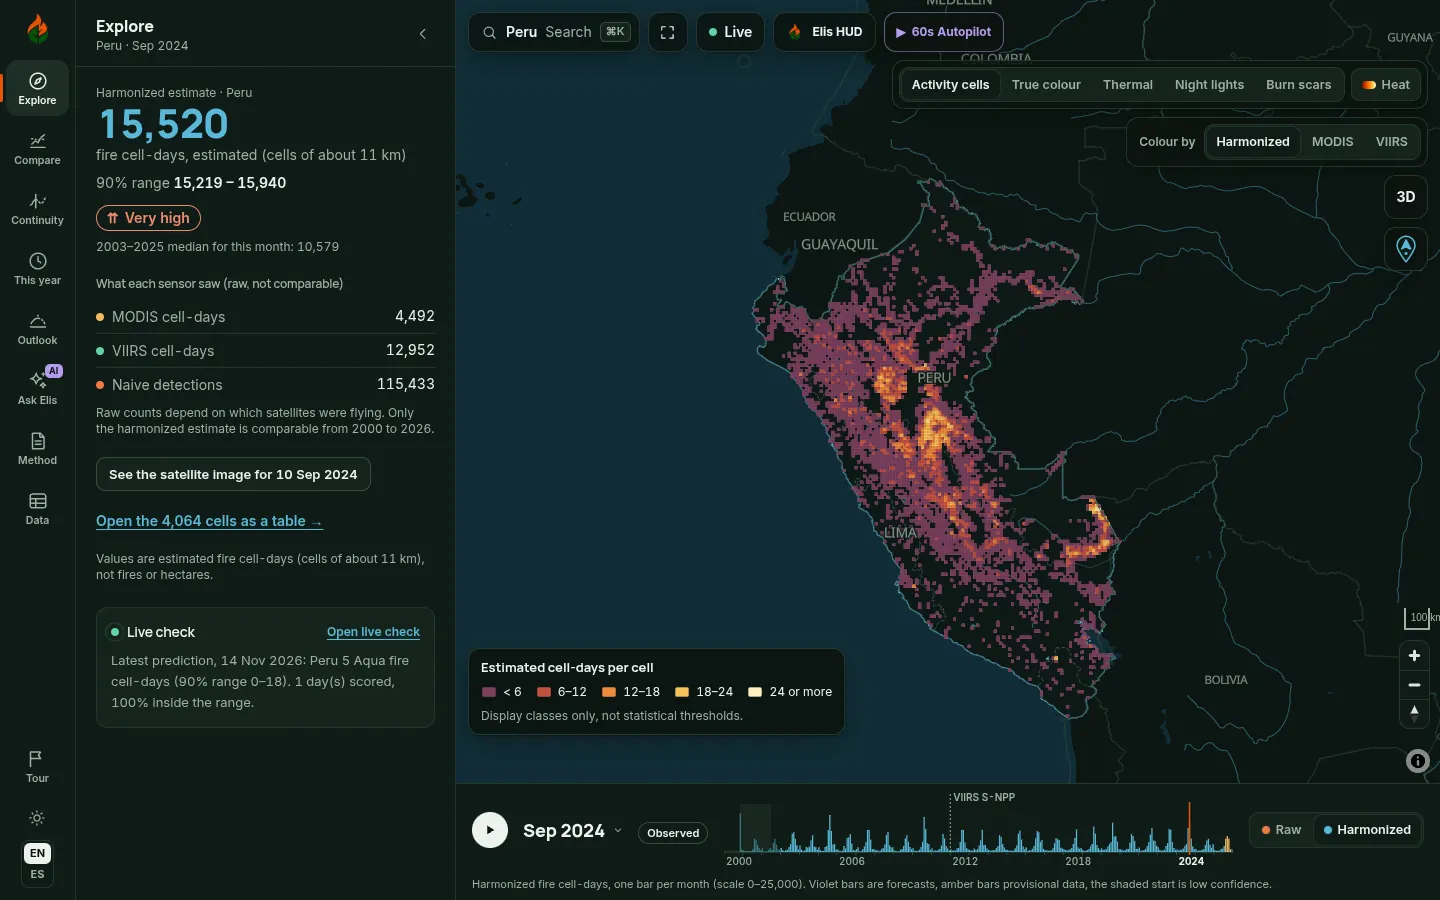 Explore
Peru · Sep 2024
Explore
Compare
Continuity
This year
Outlook
AI
Ask Elis
Method
Data
Tour
EN
ES
Harmonized estimate · Peru
15,520
fire cell-days, estimated (cells of about 11 km)
90% range 15,219 – 15,940
Very high
2003–2025 median for this month: 10,579
What each sensor saw (raw, not comparable)
MODIS cell-days 4,492
VIIRS cell-days 12,952
Naive detections 115,433
Raw counts depend on which satellites were flying. Only
the harmonized estimate is comparable from 2000 to 2026.
See the satellite image for 10 Sep 2024
Open the 4,064 cells as a table →
Values are estimated fire cell-days (cells of about 11 km),
not fires or hectares.
Live check Open live check
Latest prediction, 14 Nov 2026: Peru 5 Aqua fire
cell-days (90% range 0–18). 1 day(s) scored,
100% inside the range.
Peru Search ⌘K
Live
Elis HUD
60s Autopilot
Activity cells True colour Thermal Night lights Burn scars Heat
Colour by Harmonized MODIS VIIRS
3D
MEDELLÍN
GUYANA
COLOMBIA
ECUADOR
GUAYAQUIL
PERU
LIMA
BOLIVIA
100 km
Estimated cell-days per cell
< 6 6–12 12–18 18–24 24 or more
Display classes only, not statistical thresholds.
Sep 2024 Observed
VIIRS S-NPP
2000 2006 2012 2018 2024
Raw Harmonized
Harmonized fire cell-days, one bar per month (scale 0–25,000). Violet bars are forecasts, amber bars provisional data, the shaded start is low confidence.